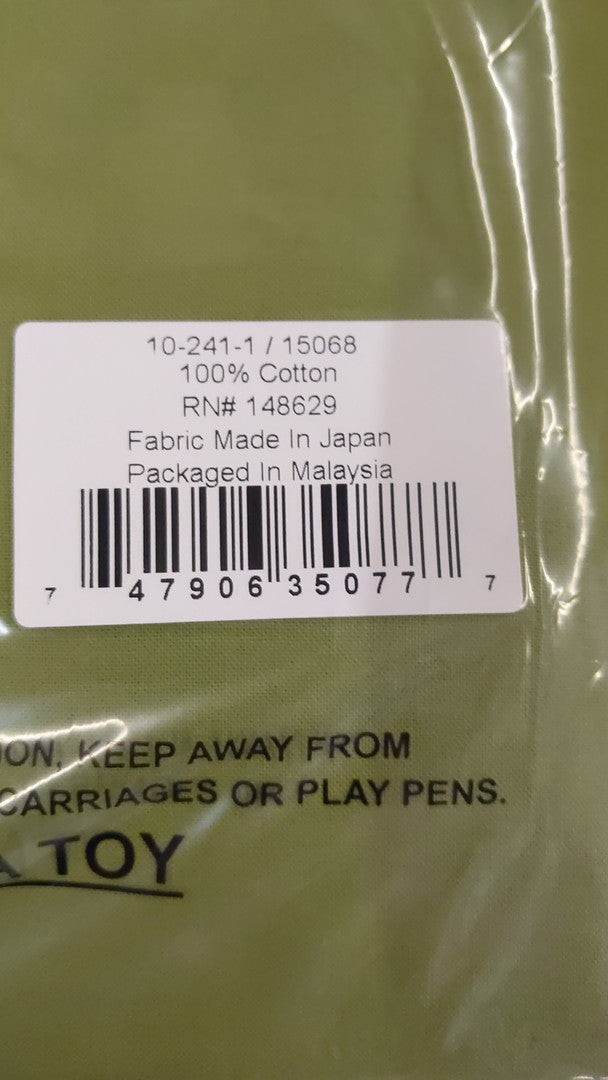 10-241-1 / 15068
100% Cotton
RN# 148629
Fabric Made In Japan
Packaged In Malaysia
7 47906 35077 7
ON, KEEP AWAY FROM
CARRIAGES OR PLAY PENS.
A TOY